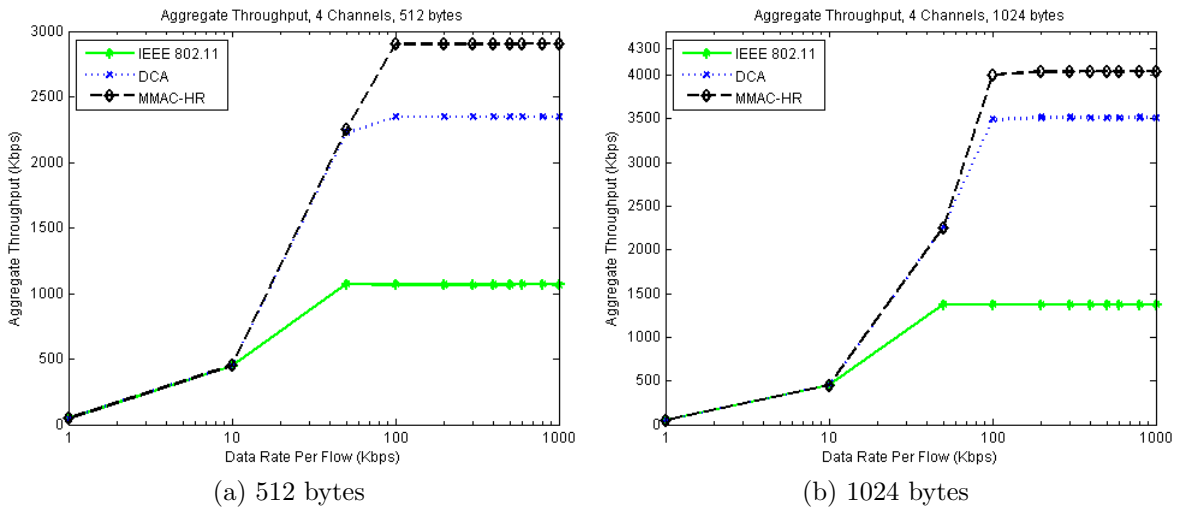 Aggregate Throughput, 4 Channels, 512 bytes
IEEE 802.11
DCA
MMAC-HR
Aggregate Throughput (Kbps)
3000
2500
2000
1500
1000
500
0
1
10
100
1000
Data Rate Per Flow (Kbps)
(a) 512 bytes
Aggregate Throughput, 4 Channels, 1024 bytes
IEEE 802.11
DCA
MMAC-HR
Aggregate Throughput (Kbps)
4300
4000
3500
3000
2500
2000
1500
1000
500
0
1
10
100
1000
Data Rate Per Flow (Kbps)
(b) 1024 bytes